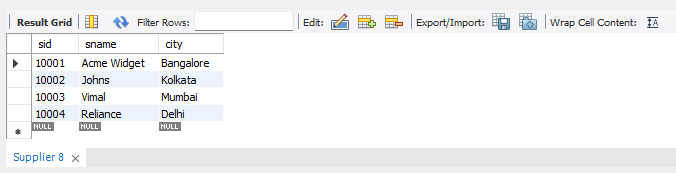 Result Grid Filter Rows: Edit: Export/Import: Wrap Cell Content: IA
sid sname city
10001 Acme Widget Bangalore
10002 Johns Kolkata
10003 Vimal Mumbai
10004 Reliance Delhi
NULL NULL NULL
Supplier 8